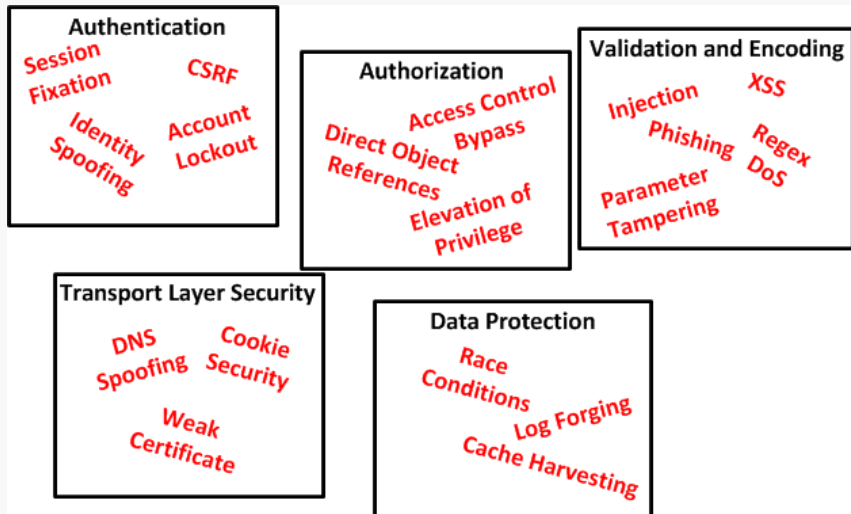 Authentication
Session
Fixation
CSRF
Identity
Spoofing
Account
Lockout
Authorization
Access Control
Bypass
Direct Object
References
Elevation of
Privilege
Validation and Encoding
Injection
XSS
Phishing
Regex
DoS
Parameter
Tampering
Transport Layer Security
DNS
Spoofing
Cookie
Security
Weak
Certificate
Data Protection
Race
Conditions
Log Forging
Cache Harvesting